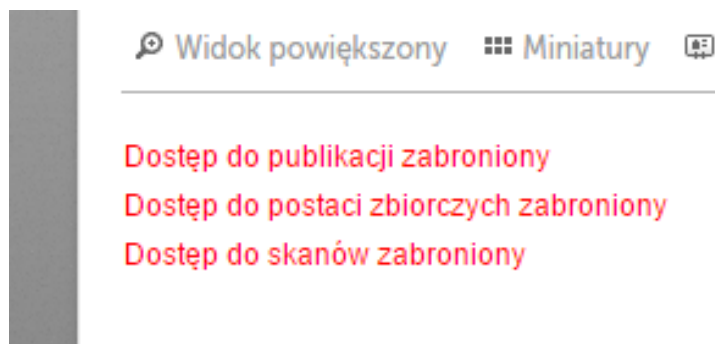 Widok powiększony Miniatury
Dostęp do publikacji zabroniony
Dostęp do postaci zbiorczych zabroniony
Dostęp do skanów zabroniony